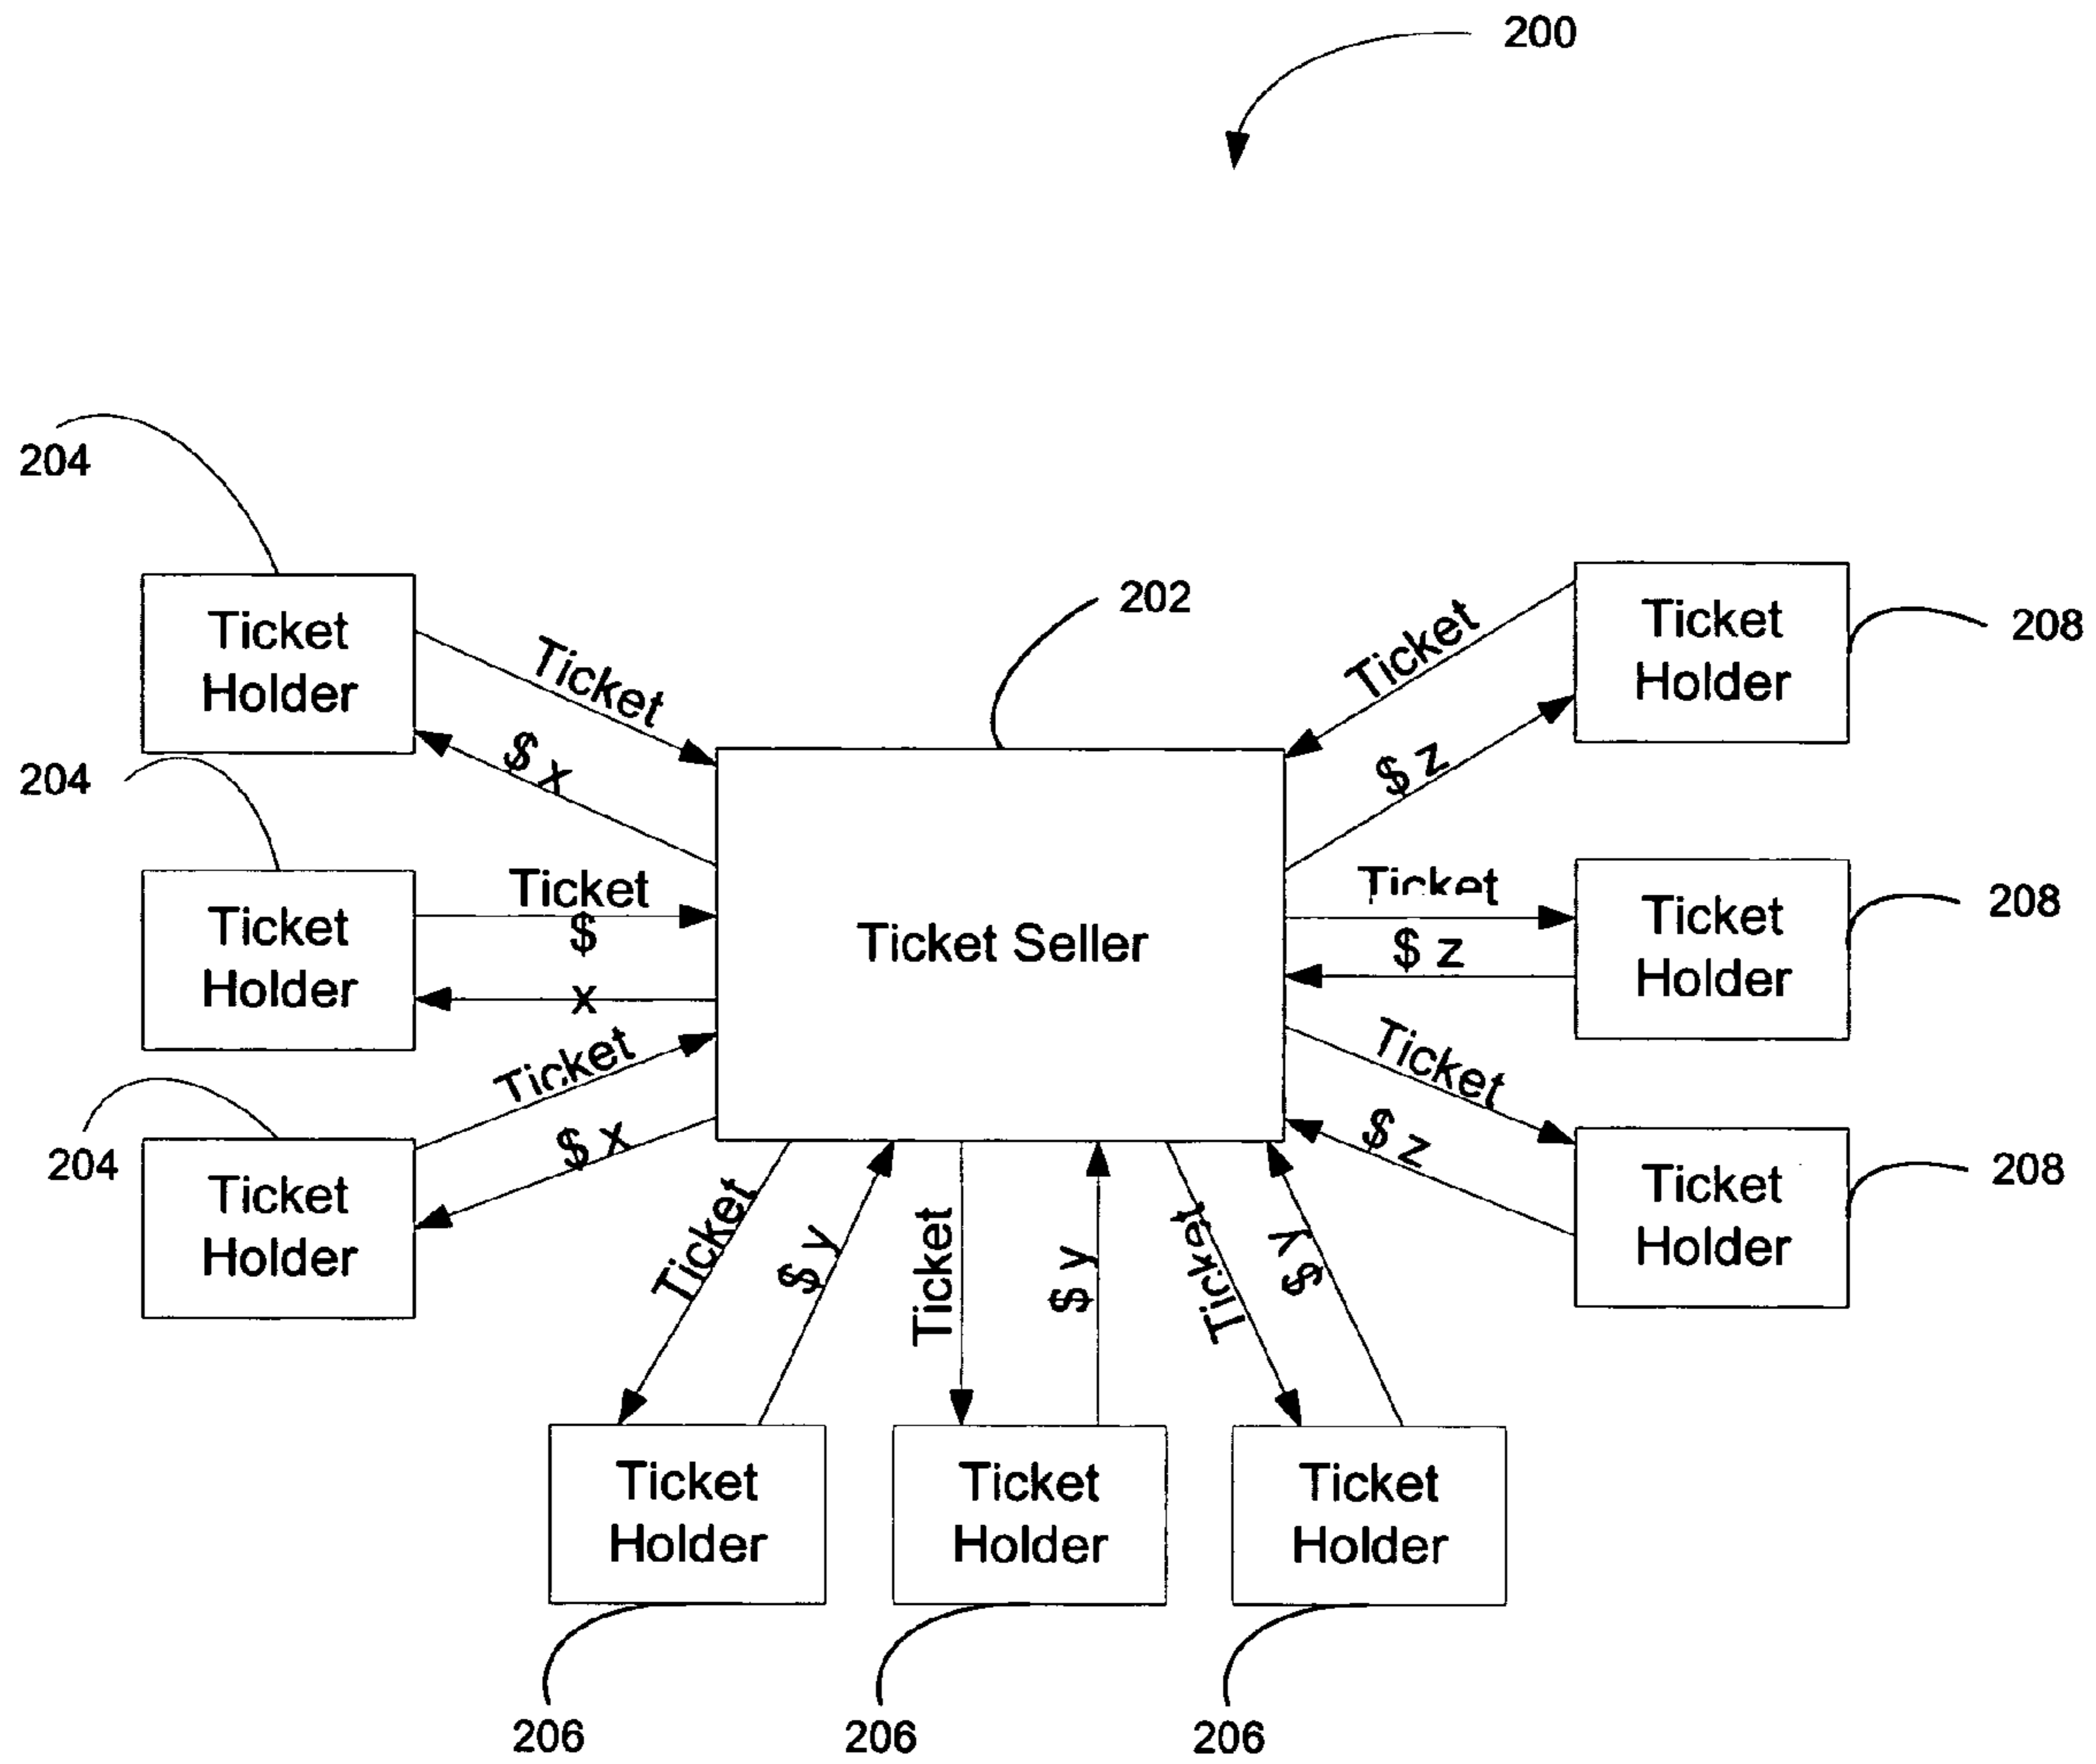 200
204
202
208
Ticket
Holder
Ticket
$ x
Ticket
$ z
Ticket
Holder
204
Ticket
Holder
Ticket
$
x
Ticket Seller
Ticket
$ z
Ticket
Holder
208
204
Ticket
Holder
Ticket
$ x
Ticket
$ z
Ticket
Holder
208
Ticket
$ y
Ticket
$ y
Ticket
$ y
Ticket
Holder
Ticket
Holder
Ticket
Holder
206
206
206